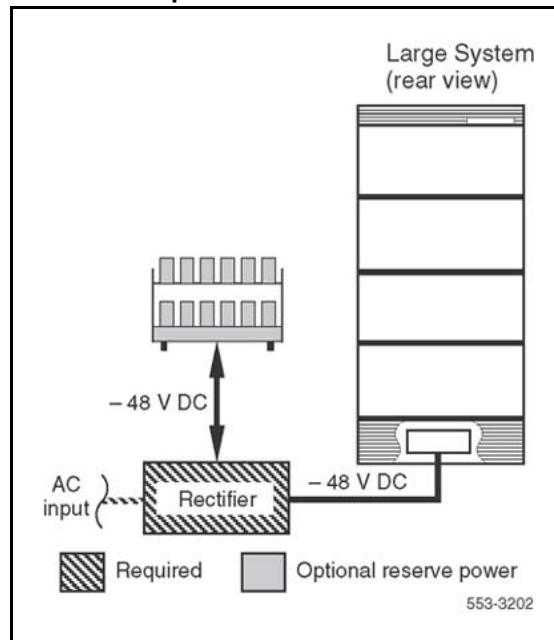 Large System
(rear view)
– 48 V DC
AC
input
Rectifier
– 48 V DC
Required
Optional reserve power
553-3202